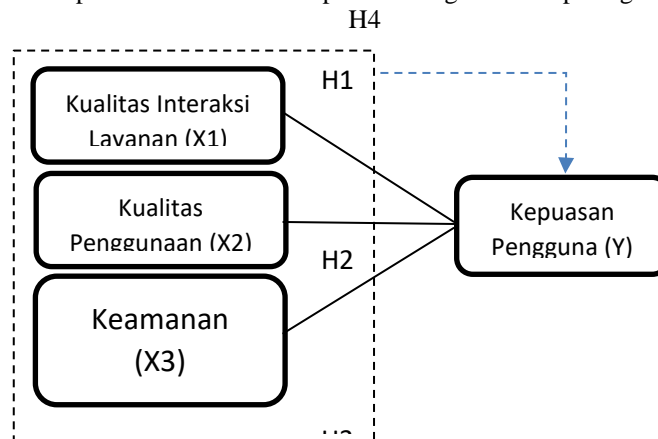 H4
H1
Kualitas Interaksi
Layanan (X1)
Kualitas
Penggunaan (X2)
H2
Kepuasan
Pengguna (Y)
Keamanan
(X3)